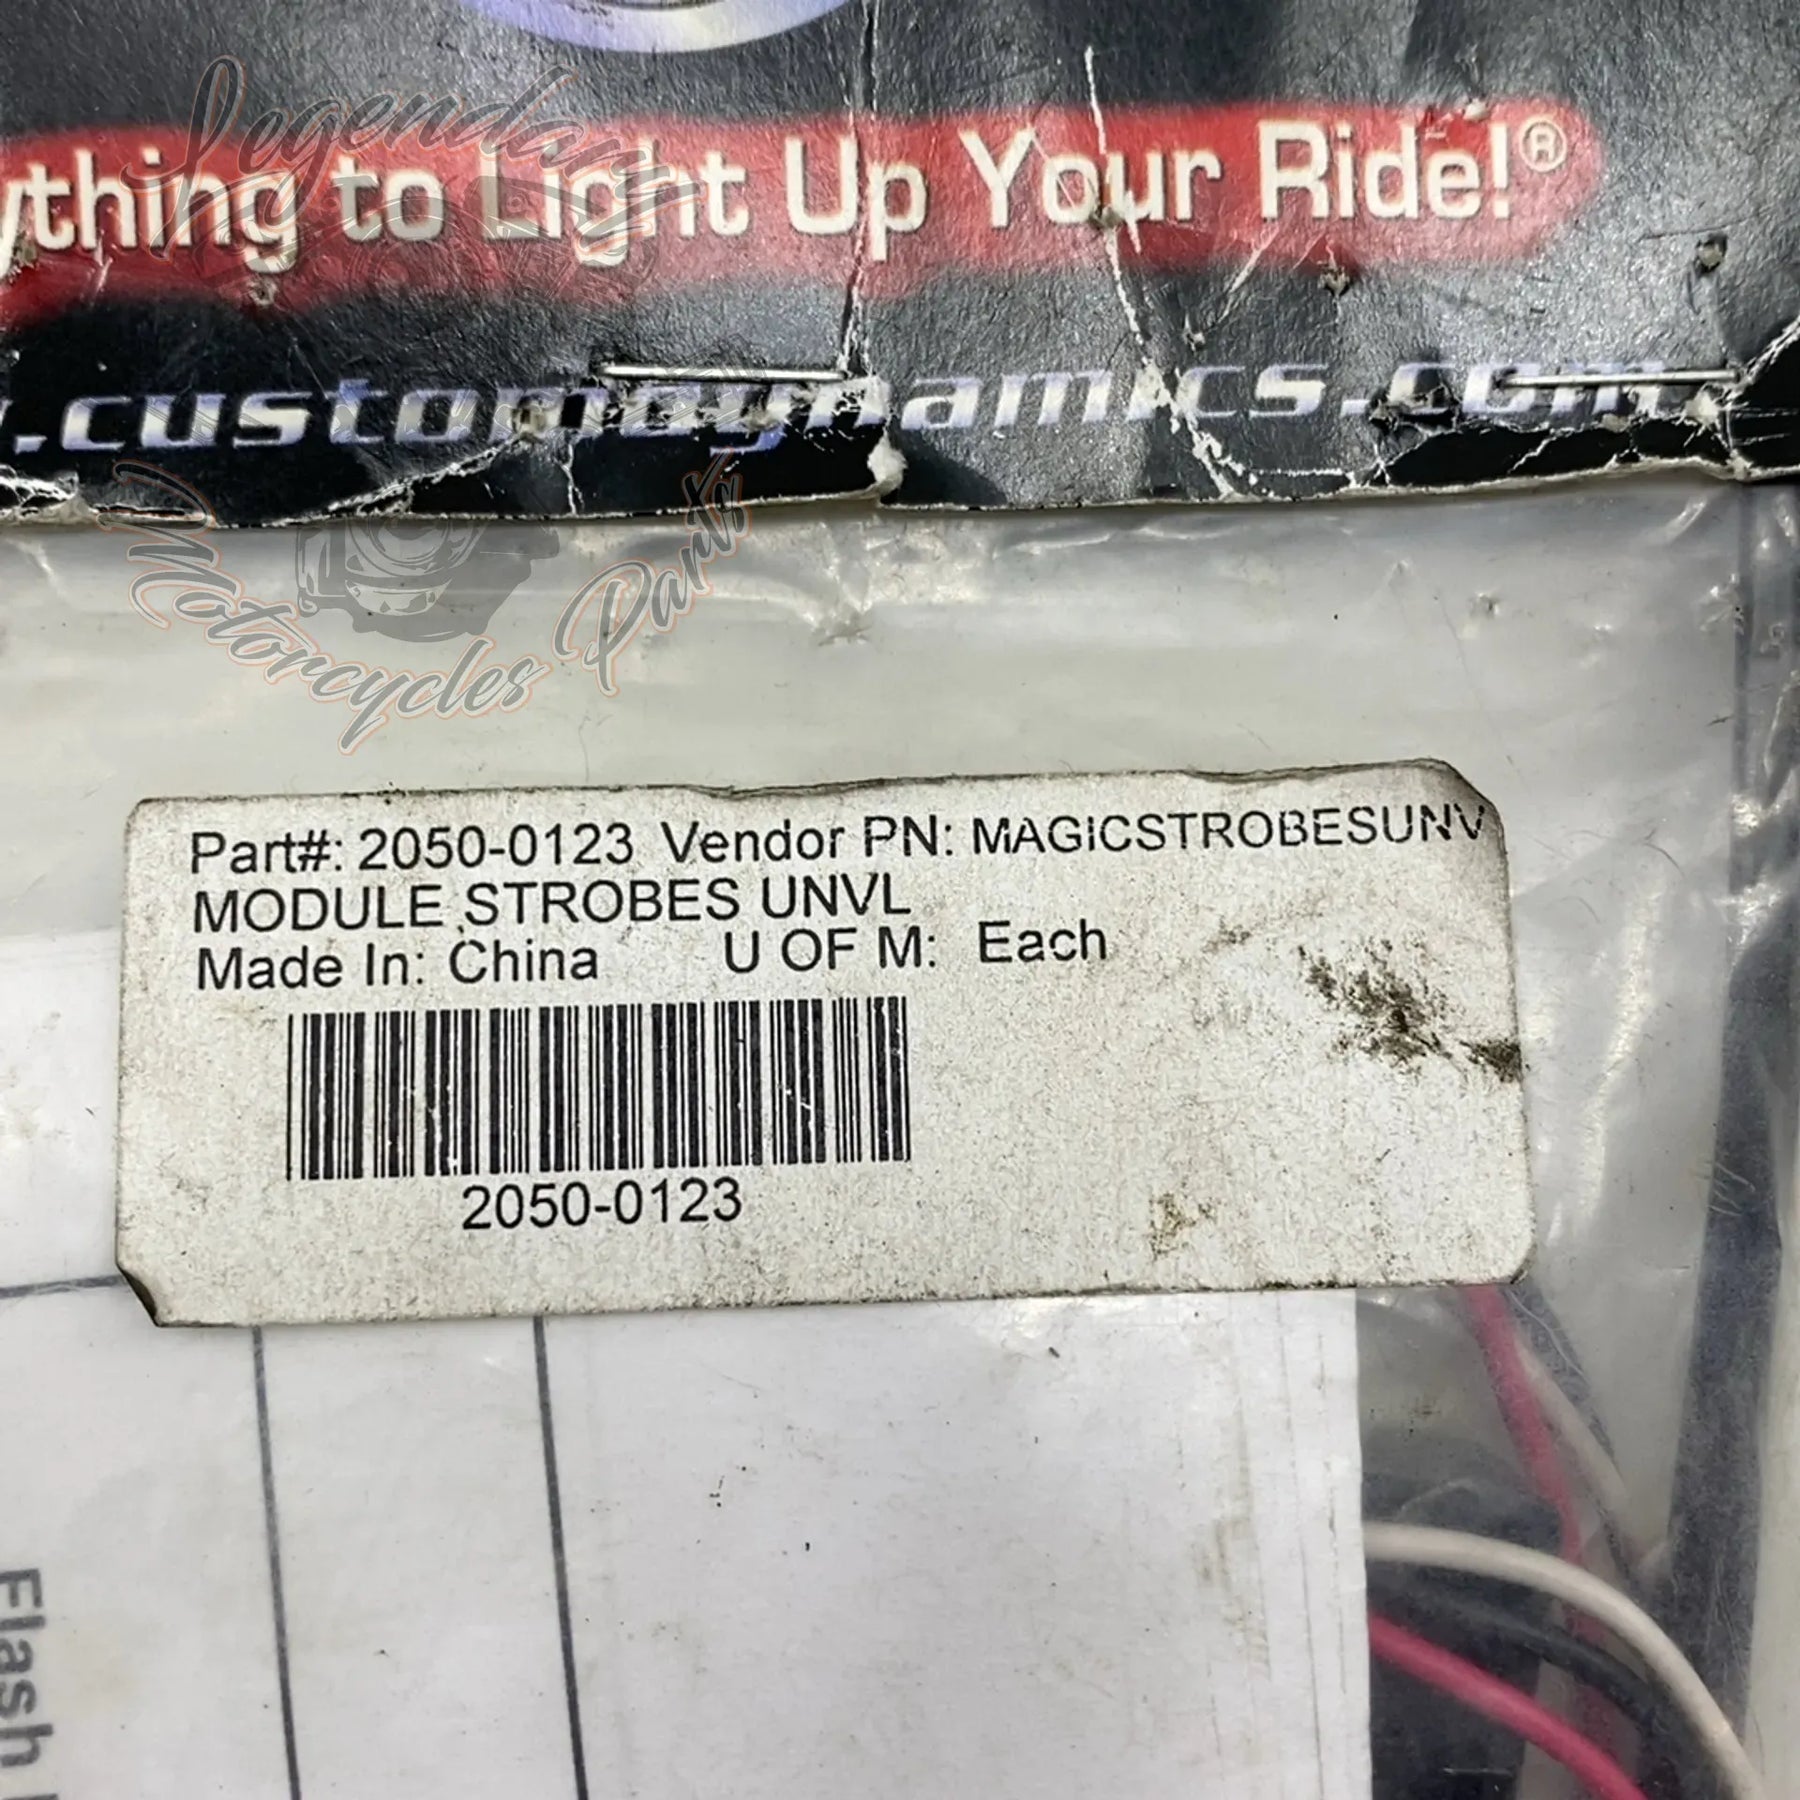 Legendary
ything to Light Up Your Ride!®
.customdynamics.com
Motorcycles Parts
Part#: 2050-0123 Vendor PN: MAGICSTROBESUNV
MODULE STROBES UNVL
Made In: China U OF M: Each
2050-0123
Flash